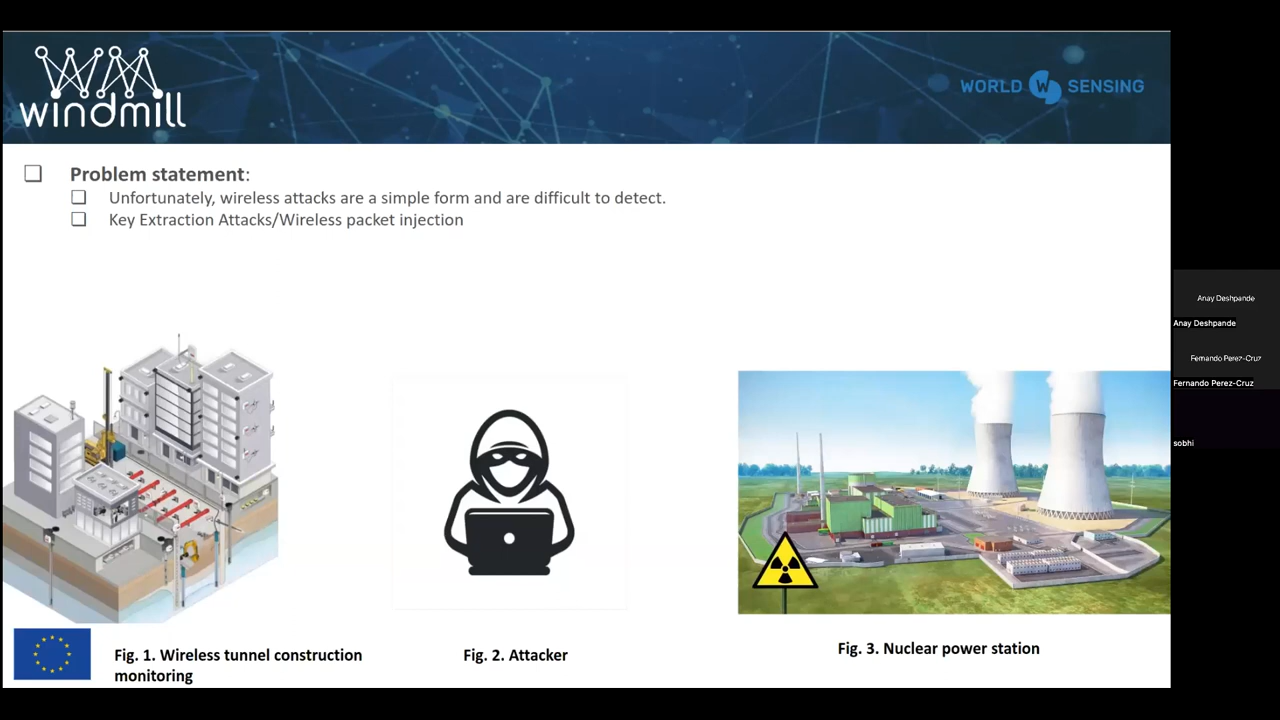 WM
windmill
WORLD W SENSING
Problem statement:
Unfortunately, wireless attacks are a simple form and are difficult to detect.
Key Extraction Attacks/Wireless packet injection
Fig. 1. Wireless tunnel construction
monitoring
Fig. 2. Attacker
Fig. 3. Nuclear power station
Anay Deshpande
Anay Deshpande
Fernando Perez-Cruz
Fernando Perez-Cruz
sobhi